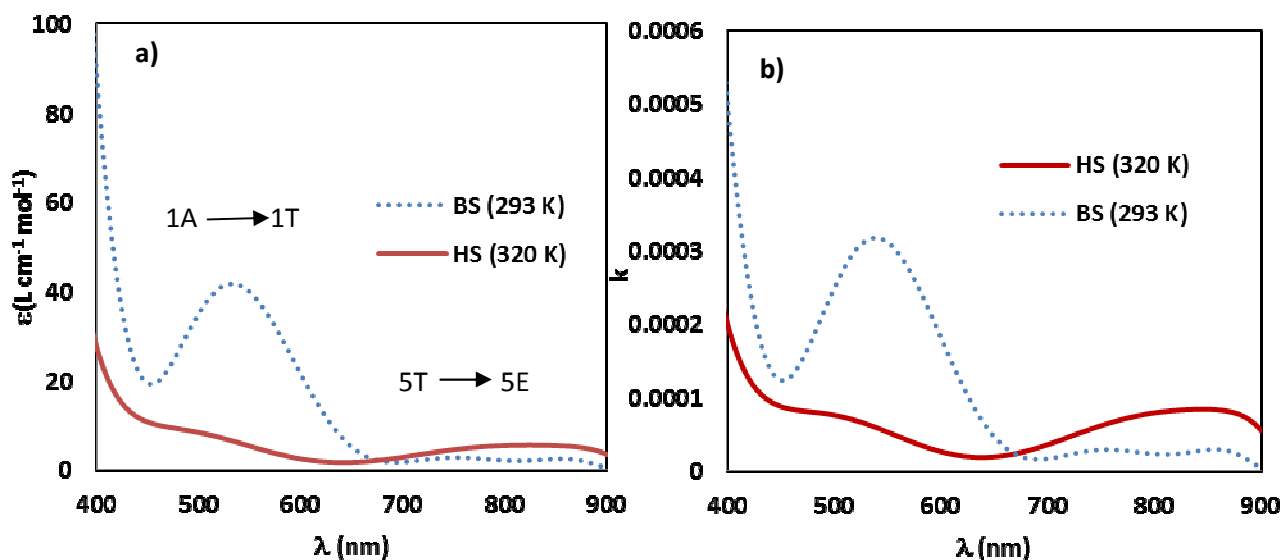 a)
ε(L cm⁻¹ mol⁻¹)
100
80
60
40
20
0
1A → 1T
BS (293 K)
HS (320 K)
5T → 5E
400 500 600 700 800 900
λ (nm)
b)
k
0.0006
0.0005
0.0004
0.0003
0.0002
0.0001
0
HS (320 K)
BS (293 K)
400 500 600 700 800 900
λ (nm)